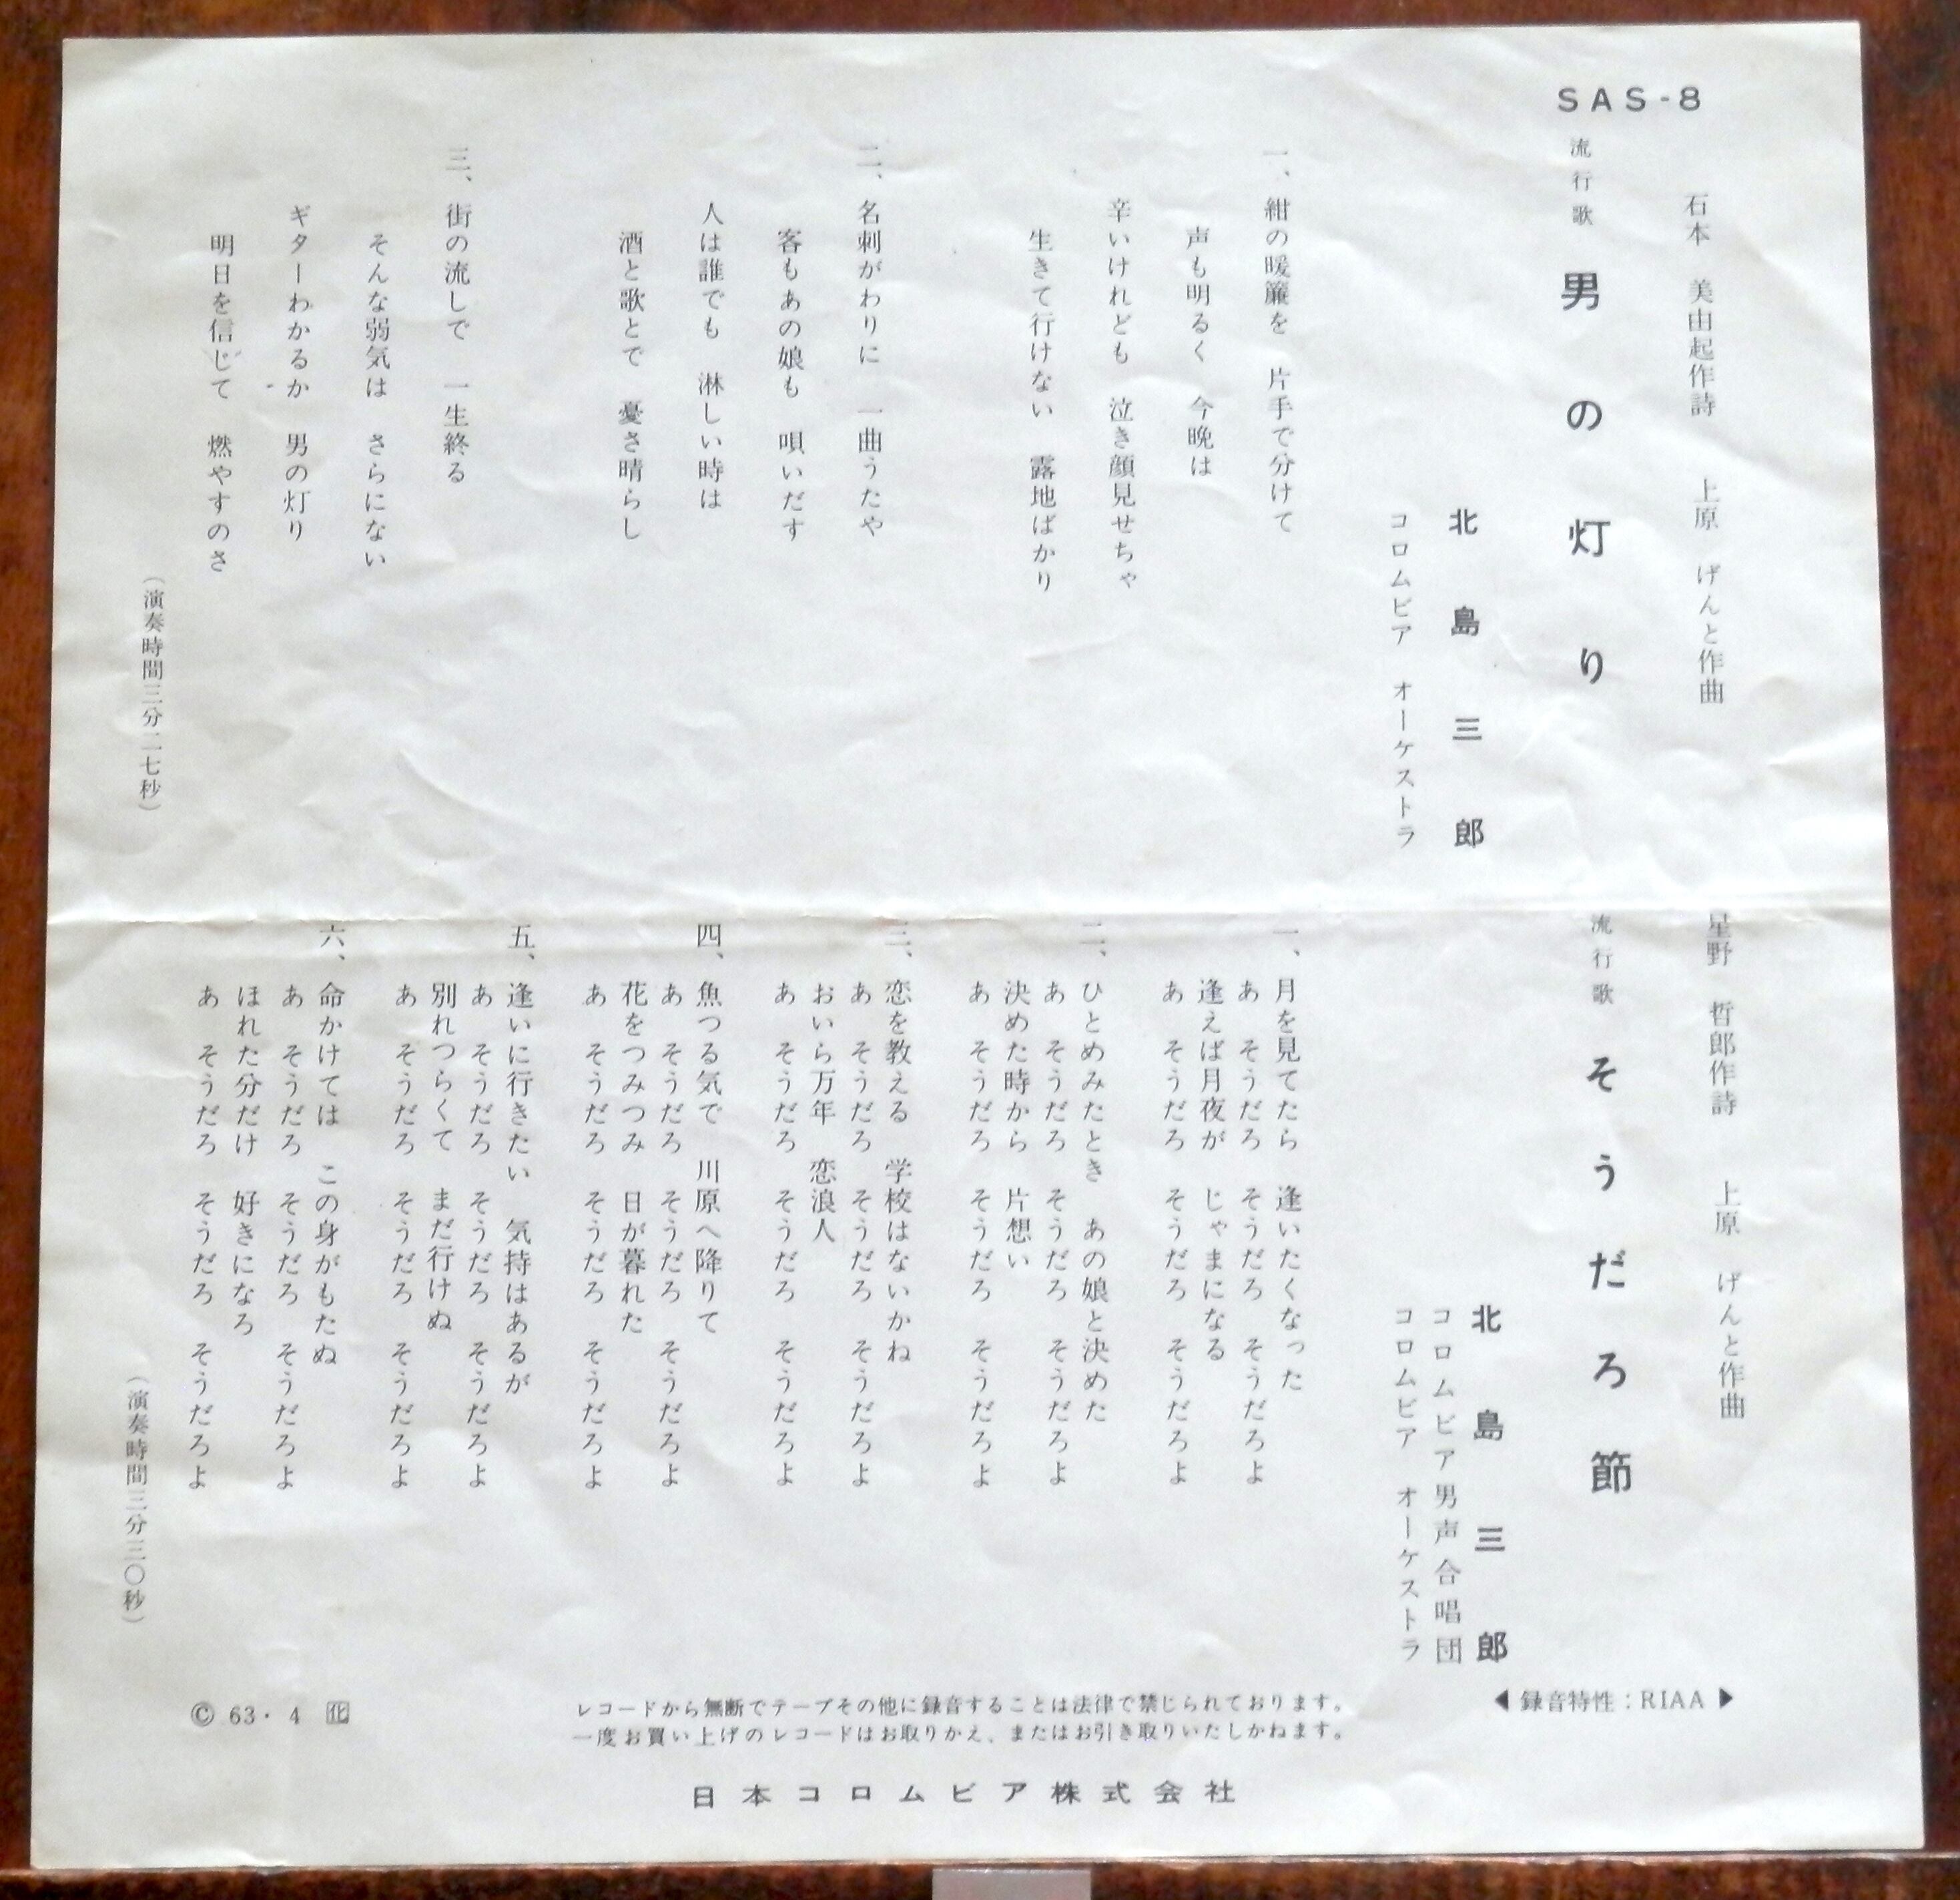 SAS-8
石本 美由起作詩 上原 げんと作曲
流行歌 男の灯り
北島三郎
コロムビア オーケストラ
一、紺の暖簾を 片手で分けて
声も明るく 今晩は
辛いけれども 泣き顔見せちゃ
生きて行けない 露地ばかり
二、名刺がわりに 一曲うたや
客もあの娘も 唄いだす
人は誰でも 淋しい時は
酒と歌とで 憂さ晴らし
三、街の流しで 一生終る
そんな弱気は さらにない
ギターわかるか 男の灯り
明日を信じて 燃やすのさ
(演奏時間三分二七秒)
星野 哲郎作詩 上原 げんと作曲
流行歌 そうだろ節
北島三郎
コロムビア男声合唱団
コロムビア オーケストラ
一、月を見てたら 逢いたくなった
あ そうだろ そうだろ そうだろよ
逢えば月夜が じゃまになる
あ そうだろ そうだろ そうだろよ
二、ひとめみたとき あの娘と決めた
あ そうだろ そうだろ そうだろよ
決めた時から 片想い
あ そうだろ そうだろ そうだろよ
三、恋を教える 学校はないかね
あ そうだろ そうだろ そうだろよ
おいら万年 恋浪人
あ そうだろ そうだろ そうだろよ
四、魚つる気で 川原へ降りて
あ そうだろ そうだろ そうだろよ
花をつみつみ 日が暮れた
あ そうだろ そうだろ そうだろよ
五、逢いに行きたい 気持はあるが
あ そうだろ そうだろ そうだろよ
別れつらくて まだ行けぬ
あ そうだろ そうだろ そうだろよ
六、命かけては この身がもたぬ
あ そうだろ そうだろ そうだろよ
ほれた分だけ 好きになろ
あ そうだろ そうだろ そうだろよ
(演奏時間三分三〇秒)
◀ 録音特性:RIAA ▶
レコードから無断でテープその他に録音することは法律で禁じられております。
一度お買い上げのレコードはお取りかえ、またはお引き取りいたしかねます。
© 63・4 化
日本コロムビア株式会社